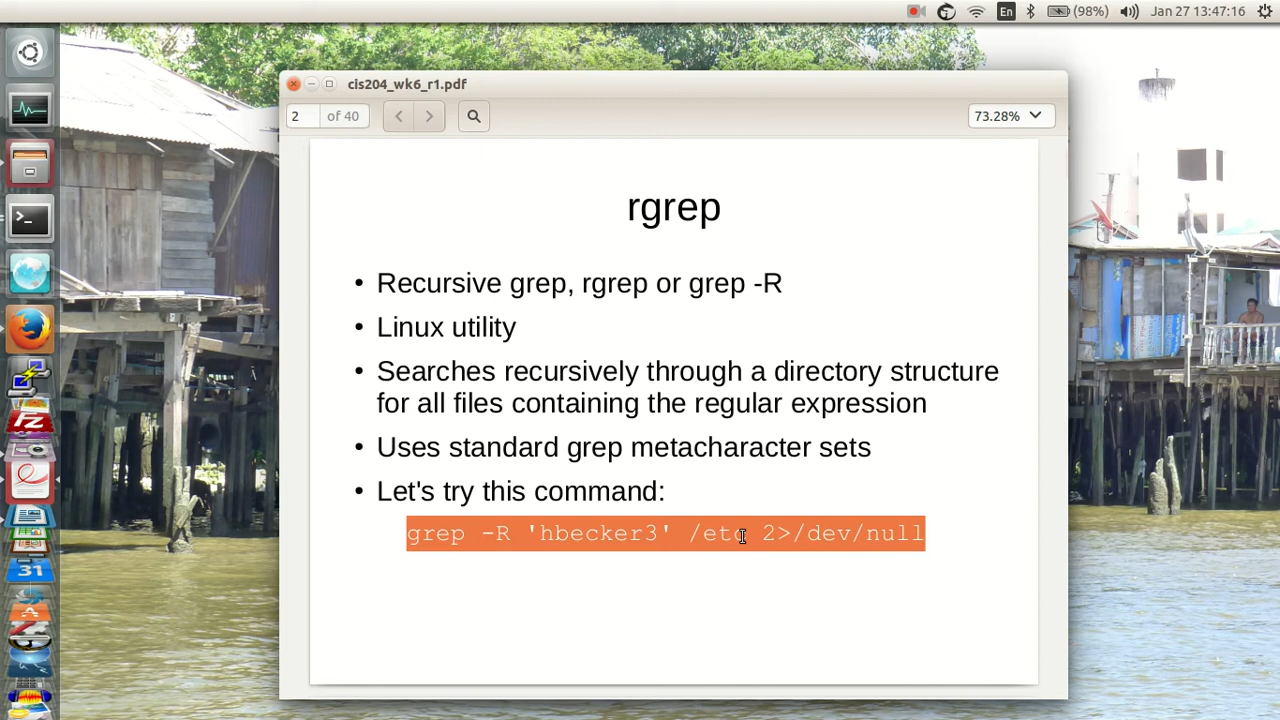 En (98%) Jan 27 13:47:16
cis204_wk6_r1.pdf
2 of 40 73.28%
rgrep
• Recursive grep, rgrep or grep -R
• Linux utility
• Searches recursively through a directory structure
for all files containing the regular expression
• Uses standard grep metacharacter sets
• Let's try this command:
grep -R 'hbecker3' /etc 2>/dev/null
>_
FZ
31